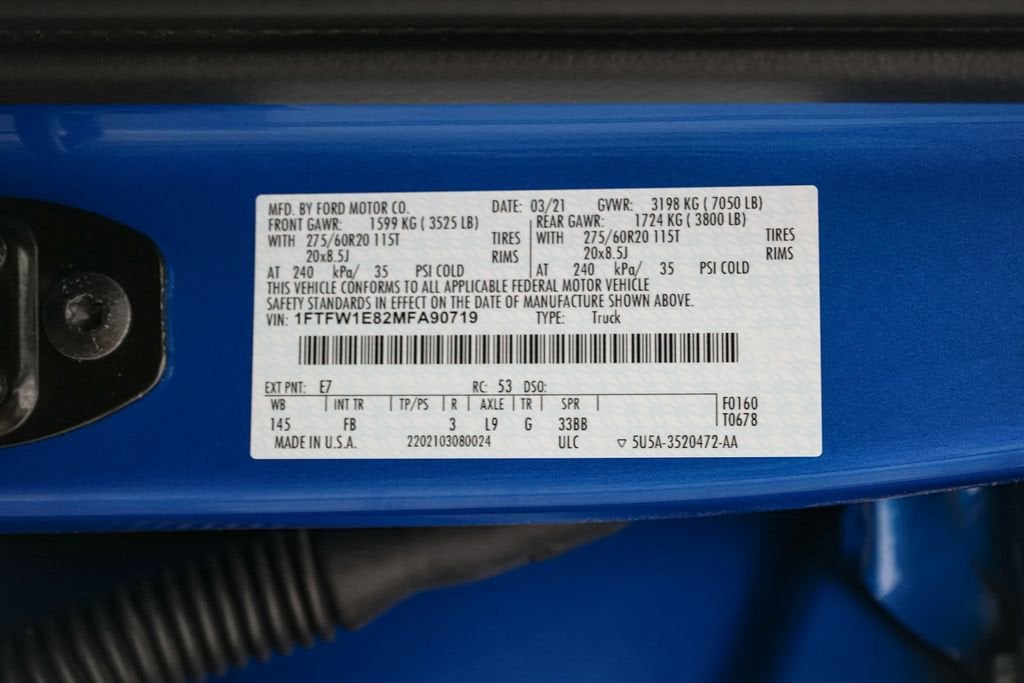 MFD. BY FORD MOTOR CO. DATE: 03/21 GVWR: 3198 KG ( 7050 LB)
FRONT GAWR: 1599 KG ( 3525 LB) REAR GAWR: 1724 KG ( 3800 LB)
WITH 275/60R20 115T TIRES WITH 275/60R20 115T TIRES
20x8.5J RIMS 20x8.5J RIMS
AT 240 kPa/ 35 PSI COLD AT 240 kPa/ 35 PSI COLD
THIS VEHICLE CONFORMS TO ALL APPLICABLE FEDERAL MOTOR VEHICLE
SAFETY STANDARDS IN EFFECT ON THE DATE OF MANUFACTURE SHOWN ABOVE.
VIN: 1FTFW1E82MFA90719 TYPE: Truck
EXT PNT: E7 RC: 53 DSO:
WB INT TR TP/PS R AXLE TR SPR F0160
145 FB 3 L9 G 33BB T0678
MADE IN U.S.A. 2202103080024 ULC ▽ 5U5A-3520472-AA